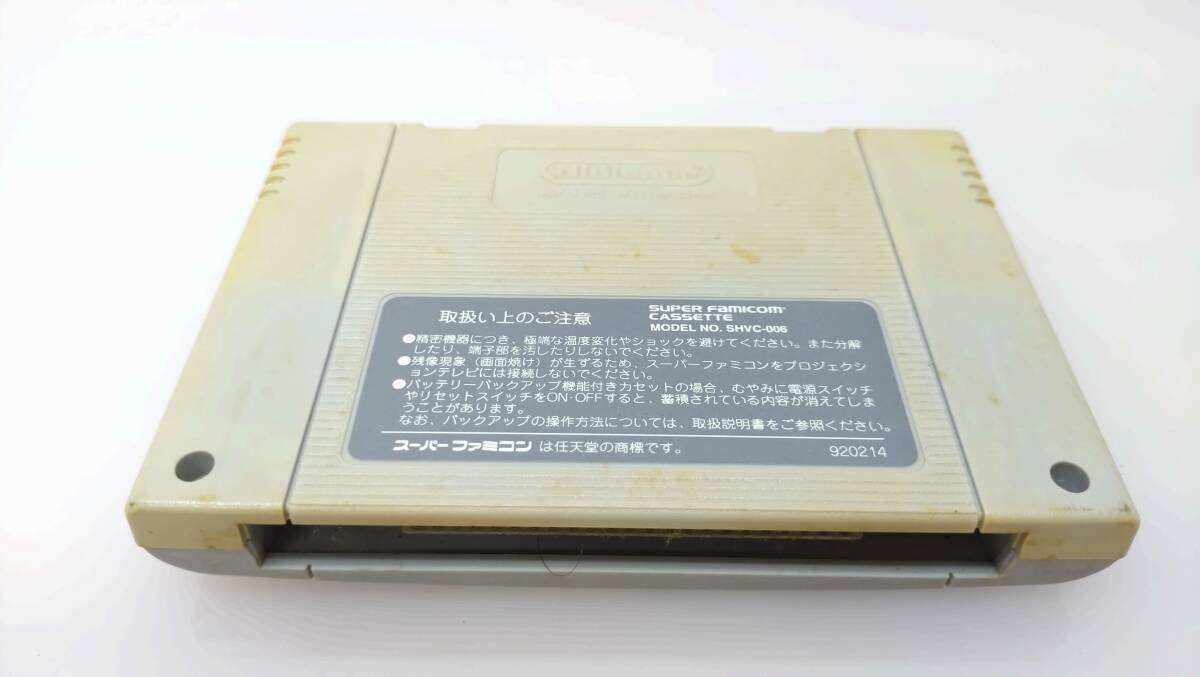 Nintendo
取扱い上のご注意
SUPER FAMICOM
CASSETTE
MODEL NO. SHVC-006
●精密機器につき、極端な温度変化やショックを避けてください。また分解
したり、端子部を汚したりしないでください。
●残像現象（画面焼け）が生ずるため、スーパーファミコンをプロジェクシ
ョンテレビには接続しないでください。
●バッテリーバックアップ機能付きカセットの場合、むやみに電源スイッチ
やリセットスイッチをON・OFFすると、蓄積されている内容が消えてしま
うことがあります。
なお、バックアップの操作方法については、取扱説明書をご参照ください。
スーパーファミコン は任天堂の商標です。
920214